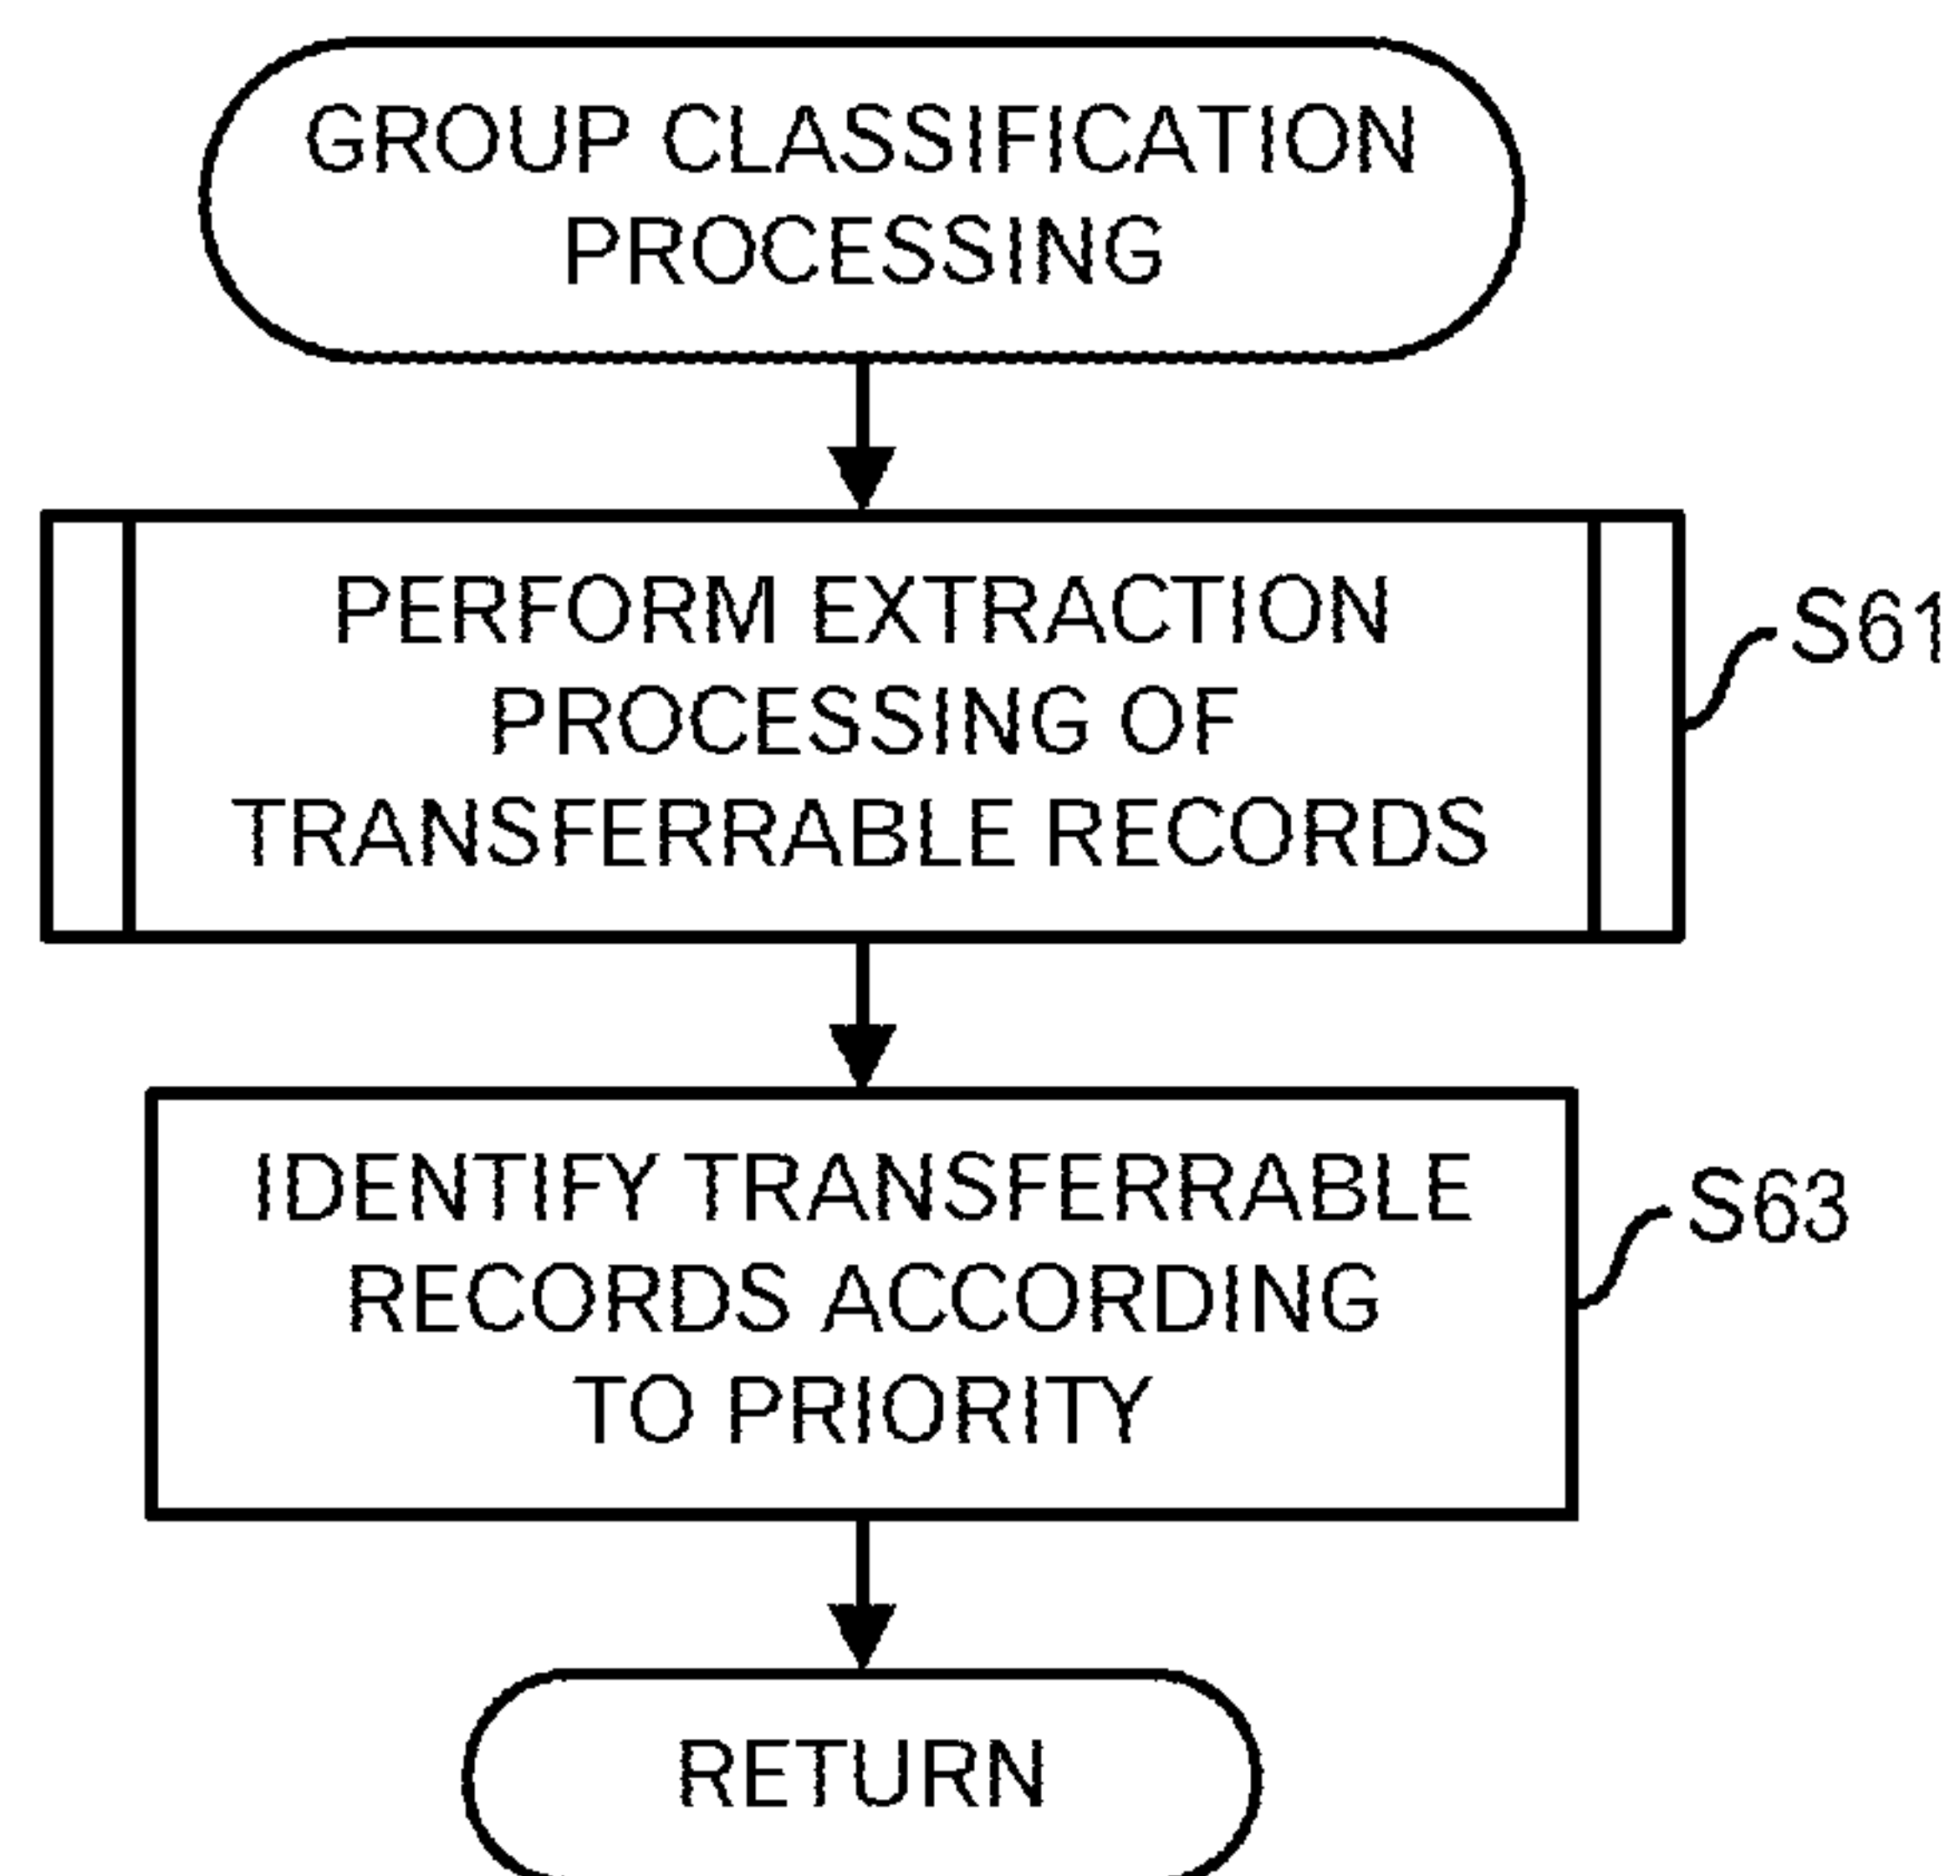 GROUP CLASSIFICATION
PROCESSING
PERFORM EXTRACTION
PROCESSING OF
TRANSFERRABLE RECORDS
S61
IDENTIFY TRANSFERRABLE
RECORDS ACCORDING
TO PRIORITY
S63
RETURN